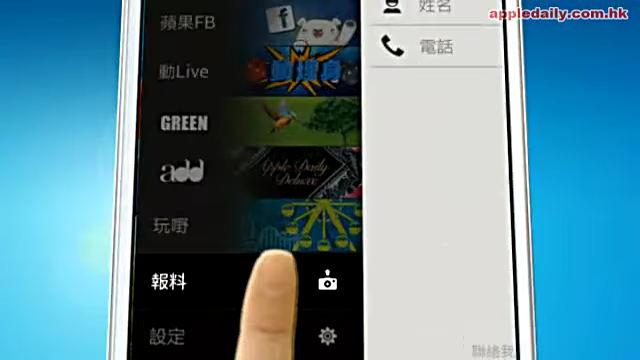 appledaily.com.hk
蘋果FB
姓名
動Live
電話
GREEN
add
Apple Daily
Deluxe
玩嘢
報料
設定
聯絡我